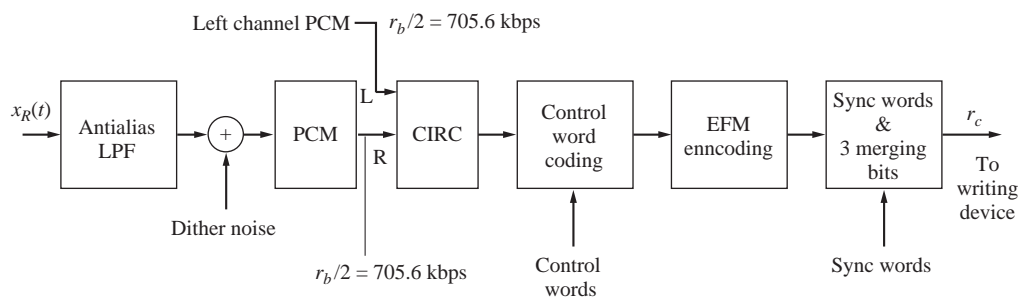 Left channel PCM
r_b/2 = 705.6 kbps
x_R(t)
Antialias
LPF
+
Dither noise
PCM
L
R
r_b/2 = 705.6 kbps
CIRC
Control
word
coding
Control
words
EFM
enncoding
Sync words
&
3 merging
bits
Sync words
r_c
To
writing
device